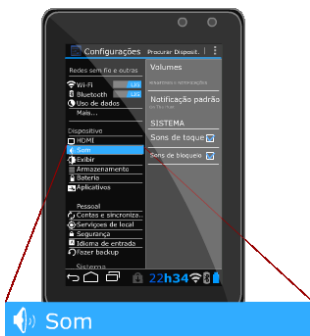 Configurações Procurar Disposit.
Redes sem fio e outras
Wi-Fi
Bluetooth
Uso de dados
Mais...
Dispositivo
HDMI
Som
Exibir
Armazenamento
Bateria
Aplicativos
Pessoal
Contas e sincroniza..
Serviços de local
Segurança
Idioma de entrada
Fazer backup
Sistema
Volumes
Notificação padrão
SISTEMA
Sons de toque
Sons de bloqueio
22h34
Som